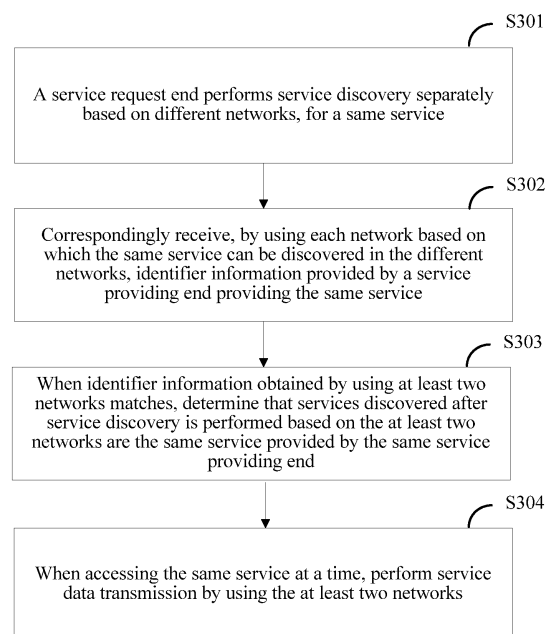 S301
A service request end performs service discovery separately
based on different networks, for a same service
S302
Correspondingly receive, by using each network based on
which the same service can be discovered in the different
networks, identifier information provided by a service
providing end providing the same service
S303
When identifier information obtained by using at least two
networks matches, determine that services discovered after
service discovery is performed based on the at least two
networks are the same service provided by the same service
providing end
S304
When accessing the same service at a time, perform service
data transmission by using the at least two networks